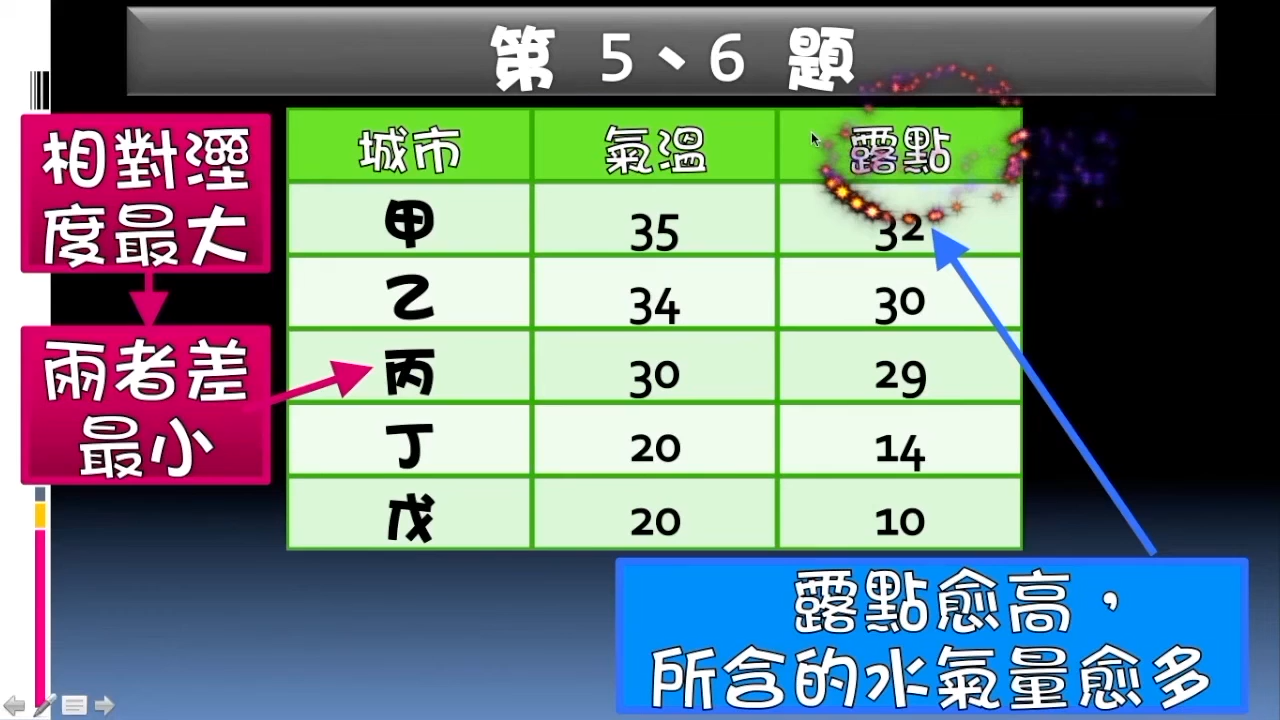 第 5、6 題
相對溼
度最大
兩者差
最小
城市 氣溫 露點
甲 35 32
乙 34 30
丙 30 29
丁 20 14
戊 20 10
露點愈高，
所含的水氣量愈多